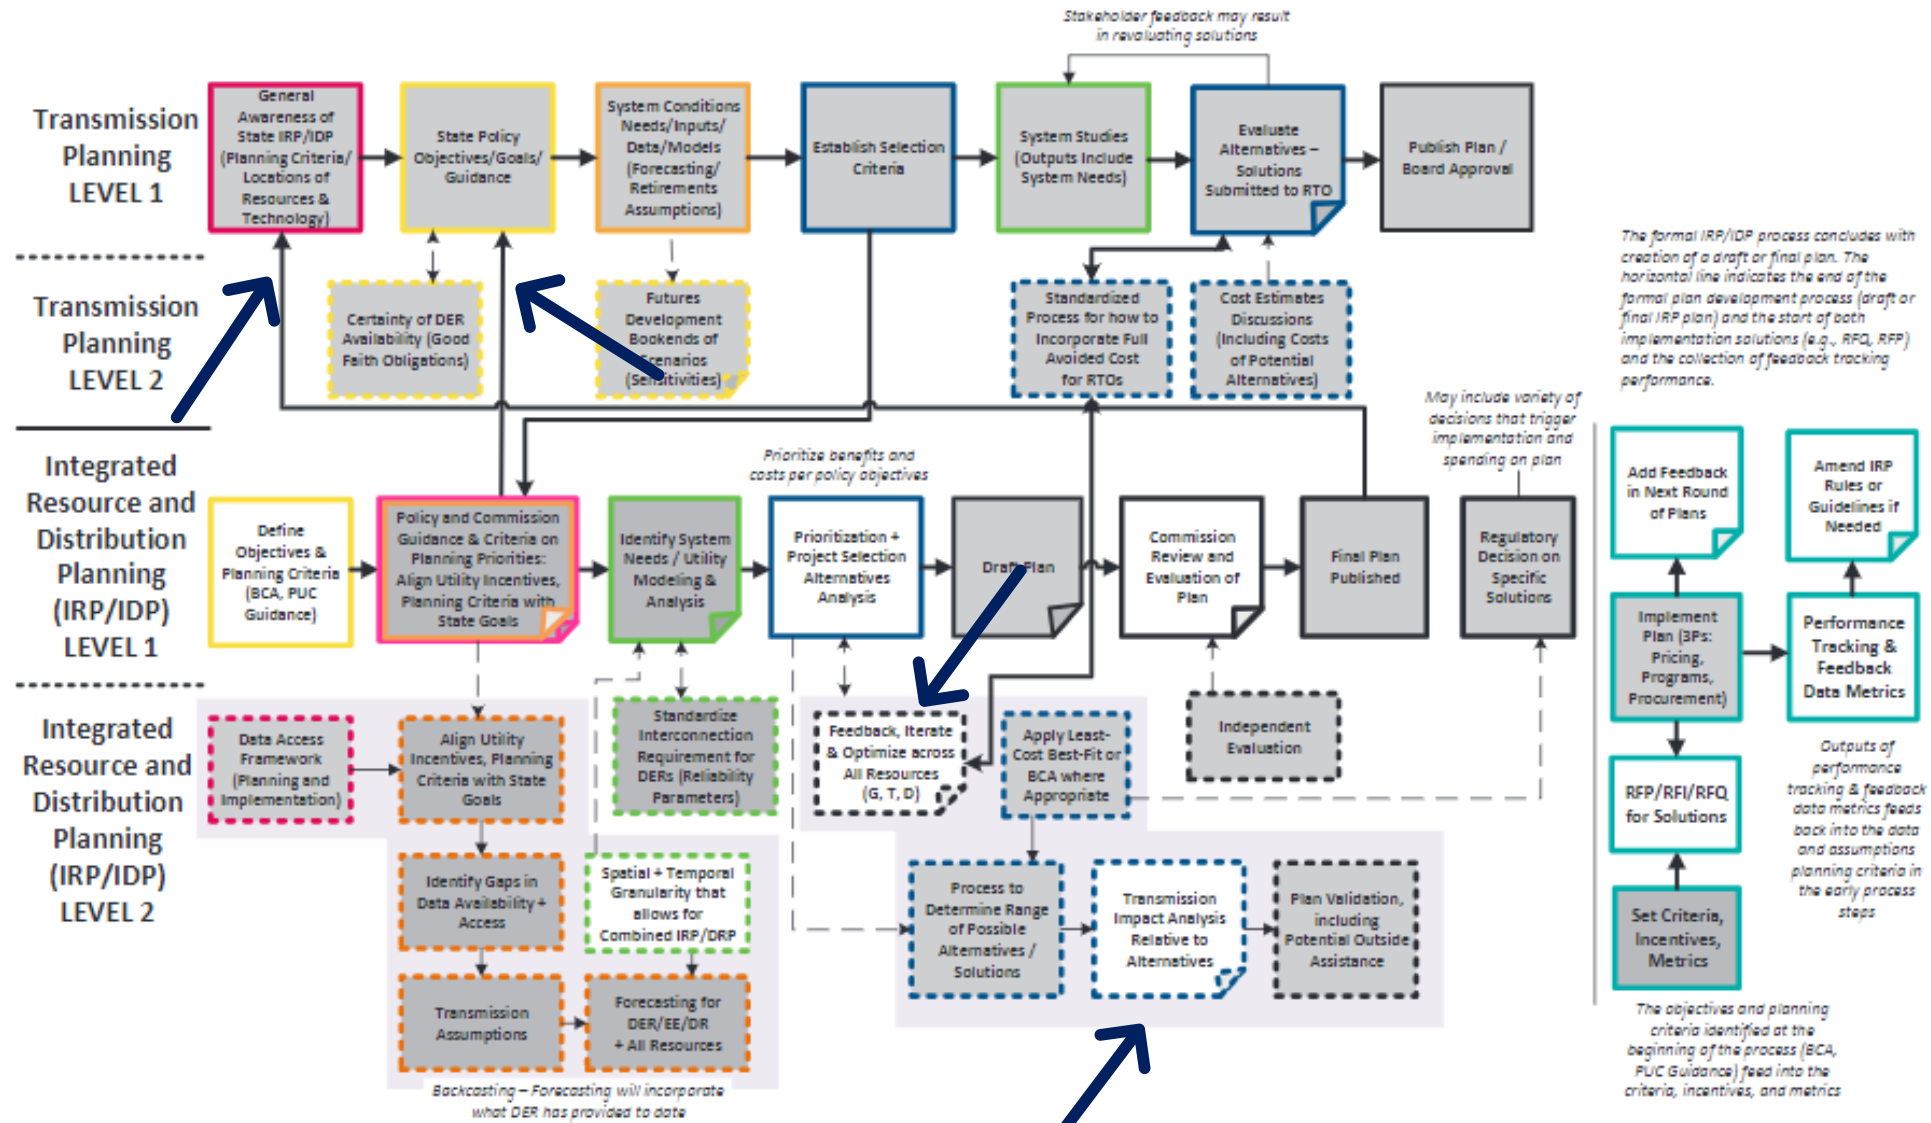 Stakeholder feedback may result
in revaluating solutions
Transmission
Planning
LEVEL 1
General
Awareness of
State IRP/IDP
(Planning Criteria/
Locations of
Resources &
Technology)
State Policy
Objectives/Goals/
Guidance
System Conditions
Needs/Inputs/
Data/Models
(Forecasting/
Retirements
Assumptions)
Establish Selection
Criteria
System Studies
(Outputs Include
System Needs)
Evaluate
Alternatives –
Solutions
Submitted to RTO
Publish Plan /
Board Approval
Transmission
Planning
LEVEL 2
Certainty of DER
Availability (Good
Faith Obligations)
Futures
Development
Bookends of
Scenarios
(Sensitivities)
Standardized
Process for how to
Incorporate Full
Avoided Cost
for RTOs
Cost Estimates
Discussions
(Including Costs
of Potential
Alternatives)
The formal IRP/IDP process concludes with
creation of a draft or final plan. The
horizontal line indicates the end of the
formal plan development process (draft or
final IRP plan) and the start of both
implementation solutions (e.g., RFQ, RFP)
and the collection of feedback tracking
performance.
Integrated
Resource and
Distribution
Planning
(IRP/IDP)
LEVEL 1
Prioritize benefits and
costs per policy objectives
May include variety of
decisions that trigger
implementation and
spending on plan
Define
Objectives &
Planning Criteria
(BCA, PUC
Guidance)
Policy and Commission
Guidance & Criteria on
Planning Priorities:
Align Utility Incentives,
Planning Criteria with
State Goals
Identify System
Needs / Utility
Modeling &
Analysis
Prioritization +
Project Selection
Alternatives
Analysis
Draft Plan
Commission
Review and
Evaluation of
Plan
Final Plan
Published
Regulatory
Decision on
Specific
Solutions
Add Feedback
in Next Round
of Plans
Amend IRP
Rules or
Guidelines if
Needed
Implement
Plan (3Ps:
Pricing,
Programs,
Procurement)
Performance
Tracking &
Feedback
Data Metrics
Integrated
Resource and
Distribution
Planning
(IRP/IDP)
LEVEL 2
Data Access
Framework
(Planning and
Implementation)
Align Utility
Incentives, Planning
Criteria with State
Goals
Standardize
Interconnection
Requirement for
DERs (Reliability
Parameters)
Feedback, Iterate
& Optimize across
All Resources
(G, T, D)
Apply Least-
Cost Best-Fit or
BCA where
Appropriate
Independent
Evaluation
RFP/RFI/RFQ
for Solutions
Outputs of
performance
tracking & feedback
data metrics feeds
back into the data
and assumptions
planning criteria in
the early process
steps
Identify Gaps in
Data Availability +
Access
Spatial + Temporal
Granularity that
allows for
Combined IRP/DRP
Process to
Determine Range
of Possible
Alternatives /
Solutions
Transmission
Impact Analysis
Relative to
Alternatives
Plan Validation,
including
Potential Outside
Assistance
Set Criteria,
Incentives,
Metrics
Transmission
Assumptions
Forecasting for
DER/EE/DR
+ All Resources
Backcasting – Forecasting will incorporate
what DER has provided to date
The objectives and planning
criteria identified at the
beginning of the process (BCA,
PUC Guidance) feed into the
criteria, incentives, and metrics